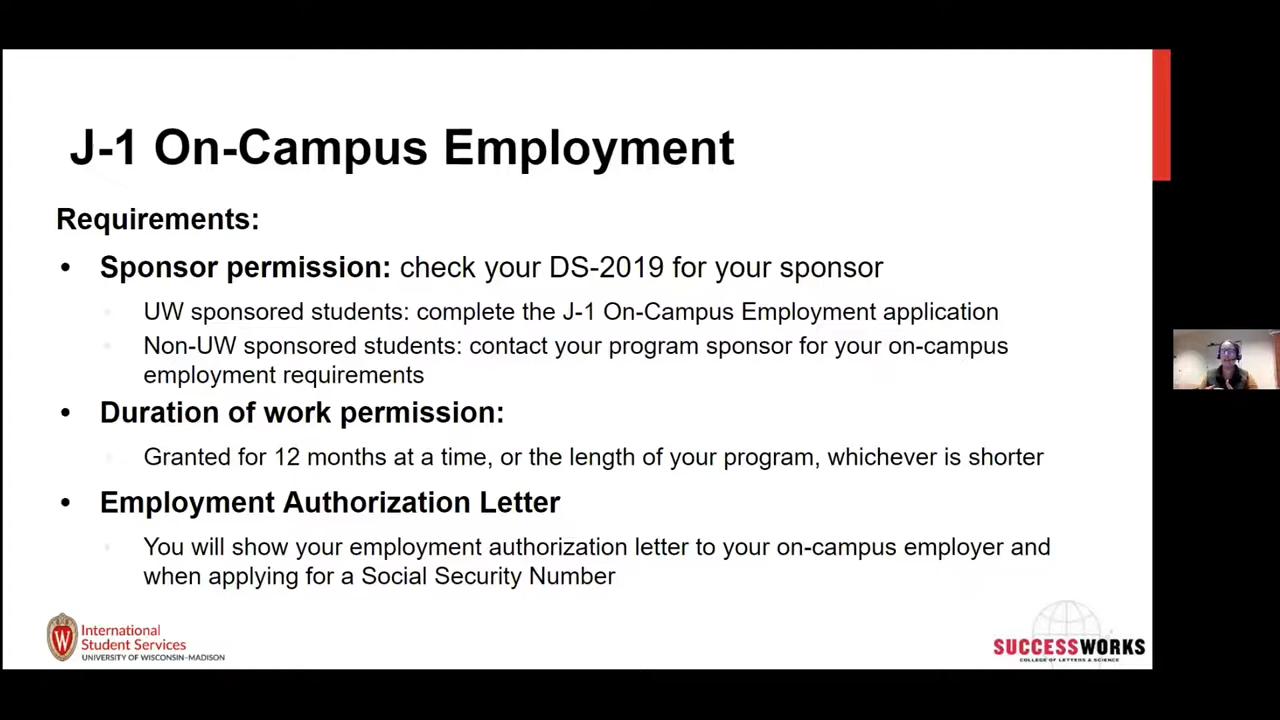 J-1 On-Campus Employment
Requirements:
• Sponsor permission: check your DS-2019 for your sponsor
UW sponsored students: complete the J-1 On-Campus Employment application
Non-UW sponsored students: contact your program sponsor for your on-campus
employment requirements
• Duration of work permission:
Granted for 12 months at a time, or the length of your program, whichever is shorter
• Employment Authorization Letter
You will show your employment authorization letter to your on-campus employer and
when applying for a Social Security Number
W
International
Student Services
UNIVERSITY OF WISCONSIN-MADISON
SUCCESSWORKS
COLLEGE OF LETTERS & SCIENCE